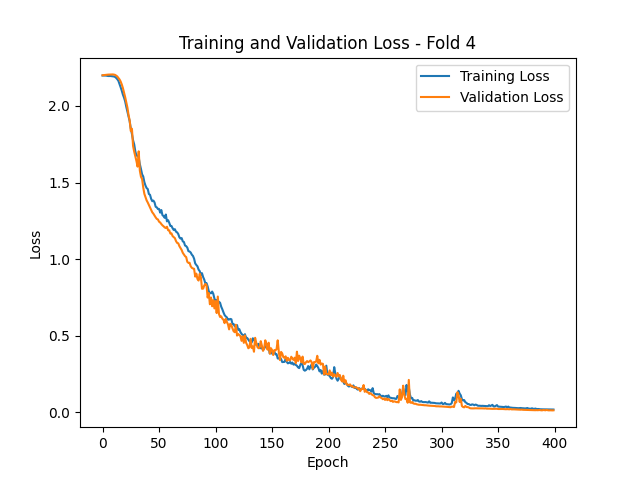 Training and Validation Loss - Fold 4
Training Loss
Validation Loss
2.0
1.5
1.0
0.5
0.0
Loss
0 50 100 150 200 250 300 350 400
Epoch